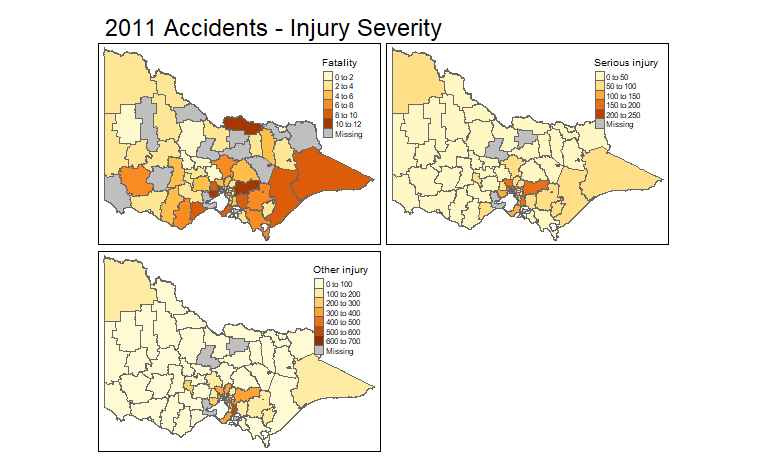 2011 Accidents - Injury Severity
Fatality
0 to 2
2 to 4
4 to 6
6 to 8
8 to 10
10 to 12
Missing
Serious injury
0 to 50
50 to 100
100 to 150
150 to 200
200 to 250
Missing
Other injury
0 to 100
100 to 200
200 to 300
300 to 400
400 to 500
500 to 600
600 to 700
Missing